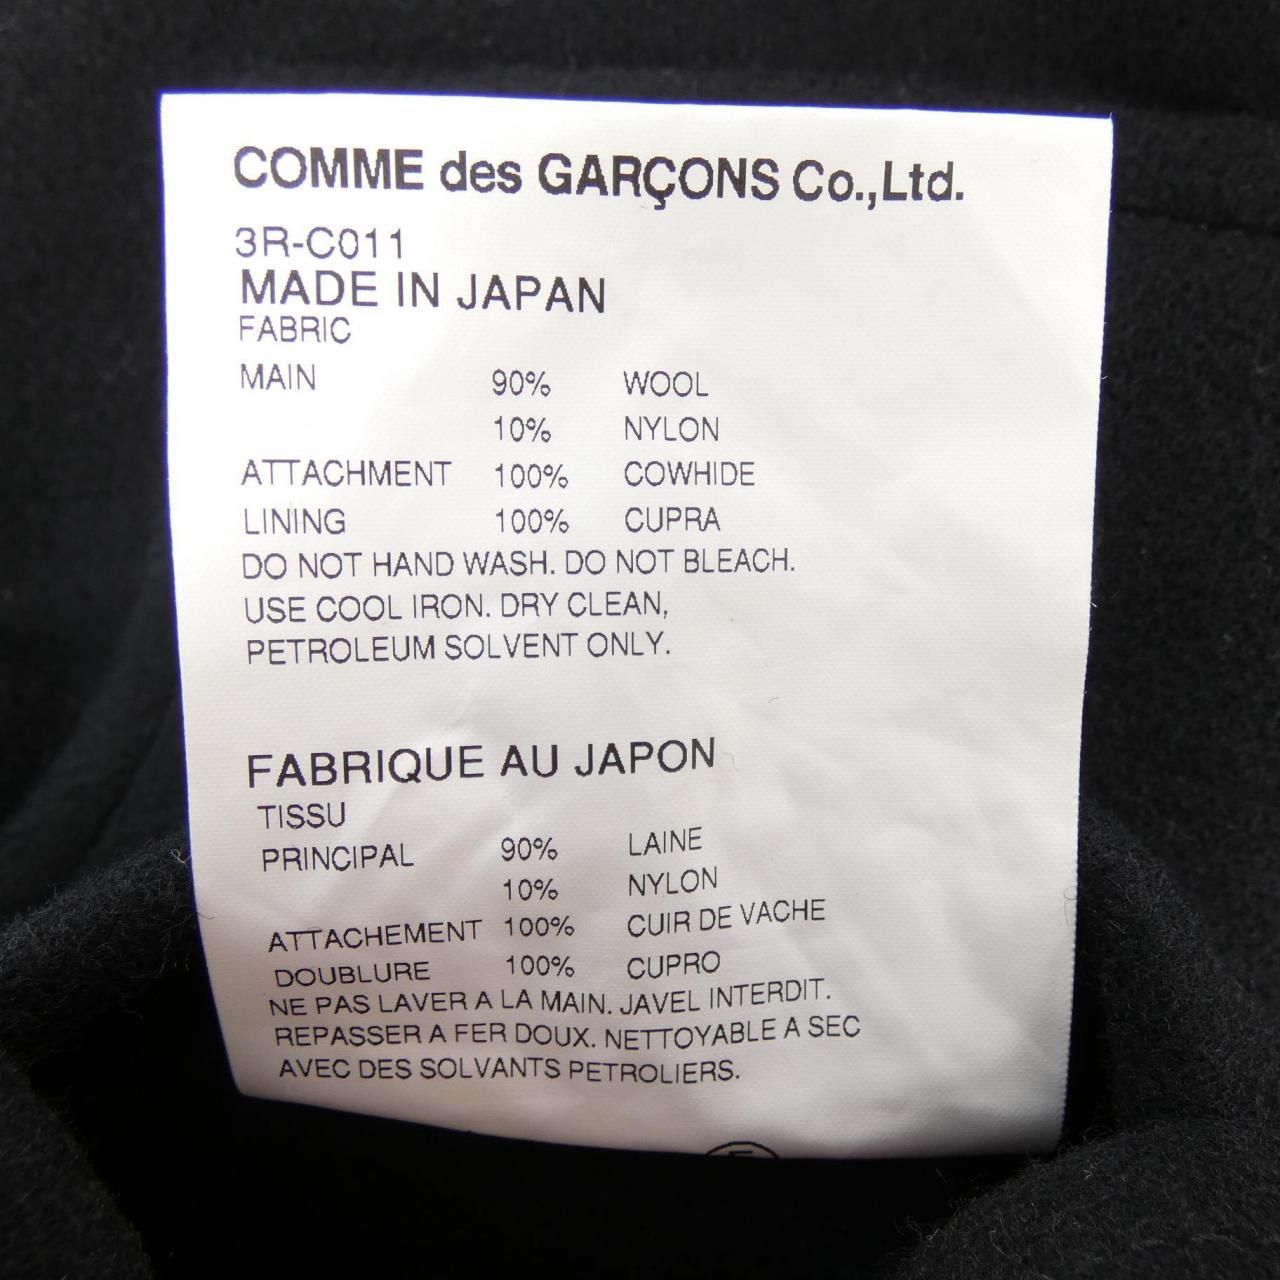 COMME des GARÇONS Co.,Ltd.
3R-C011
MADE IN JAPAN
FABRIC
MAIN 90% WOOL
10% NYLON
ATTACHMENT 100% COWHIDE
LINING 100% CUPRA
DO NOT HAND WASH. DO NOT BLEACH.
USE COOL IRON. DRY CLEAN,
PETROLEUM SOLVENT ONLY.
FABRIQUE AU JAPON
TISSU
PRINCIPAL 90% LAINE
10% NYLON
ATTACHEMENT 100% CUIR DE VACHE
DOUBLURE 100% CUPRO
NE PAS LAVER A LA MAIN. JAVEL INTERDIT.
REPASSER A FER DOUX. NETTOYABLE A SEC
AVEC DES SOLVANTS PETROLIERS.